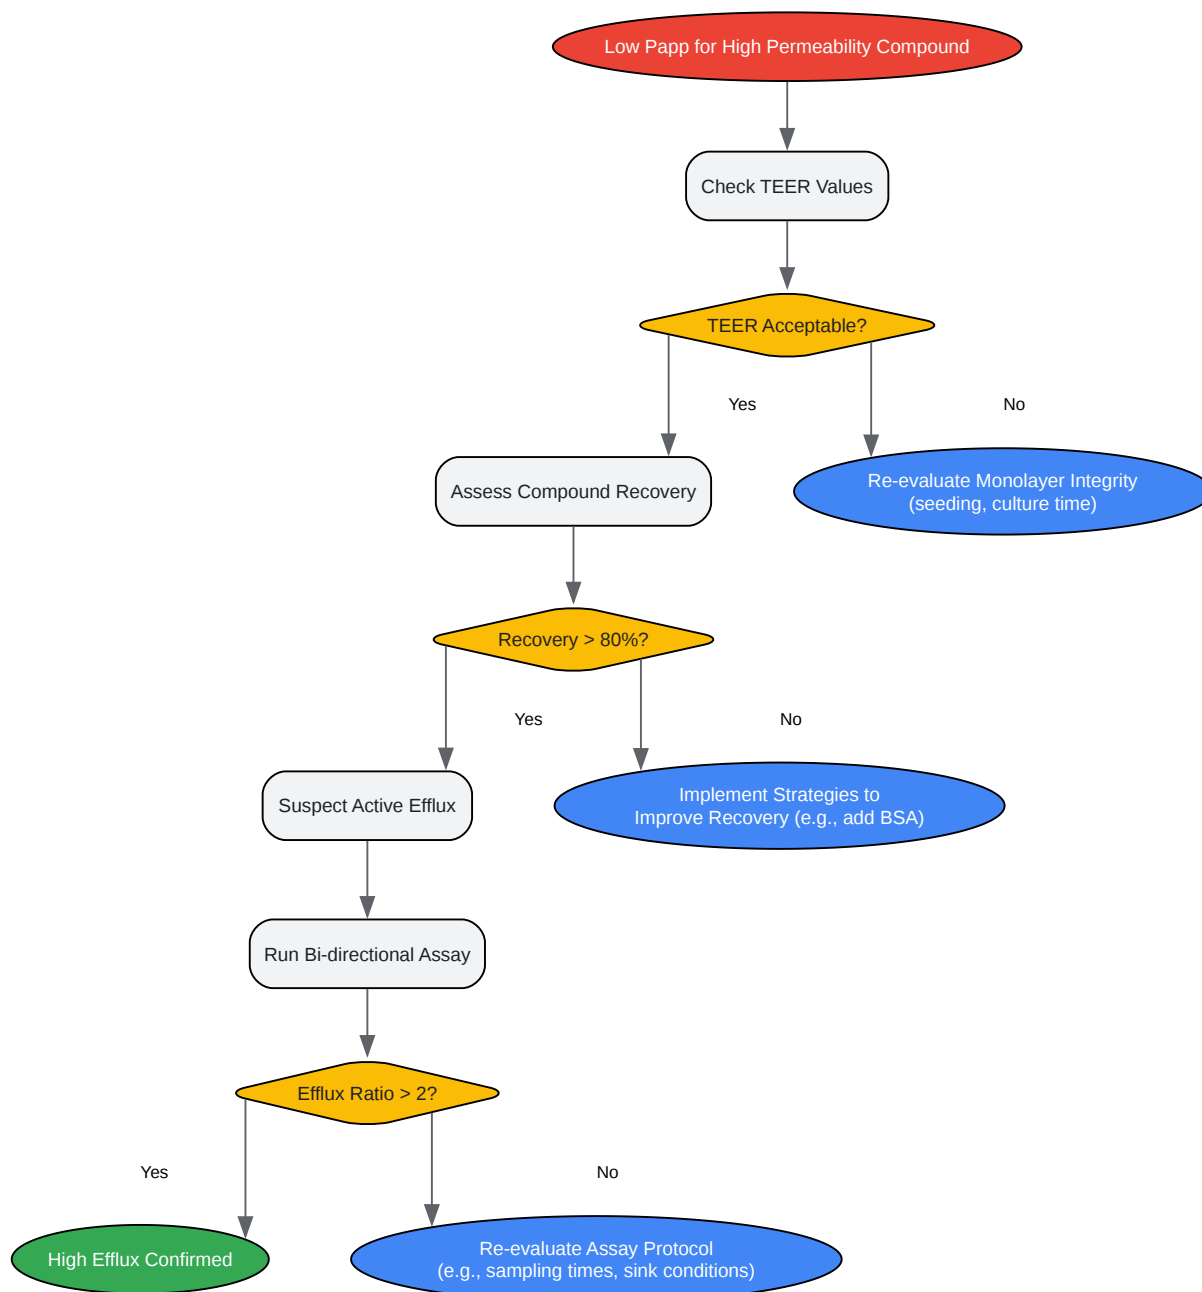 Low Papp for High Permeability Compound
Check TEER Values
TEER Acceptable?
Yes
No
Assess Compound Recovery
Re-evaluate Monolayer Integrity
(seeding, culture time)
Recovery > 80%?
Yes
No
Suspect Active Efflux
Implement Strategies to
Improve Recovery (e.g., add BSA)
Run Bi-directional Assay
Efflux Ratio > 2?
Yes
No
High Efflux Confirmed
Re-evaluate Assay Protocol
(e.g., sampling times, sink conditions)